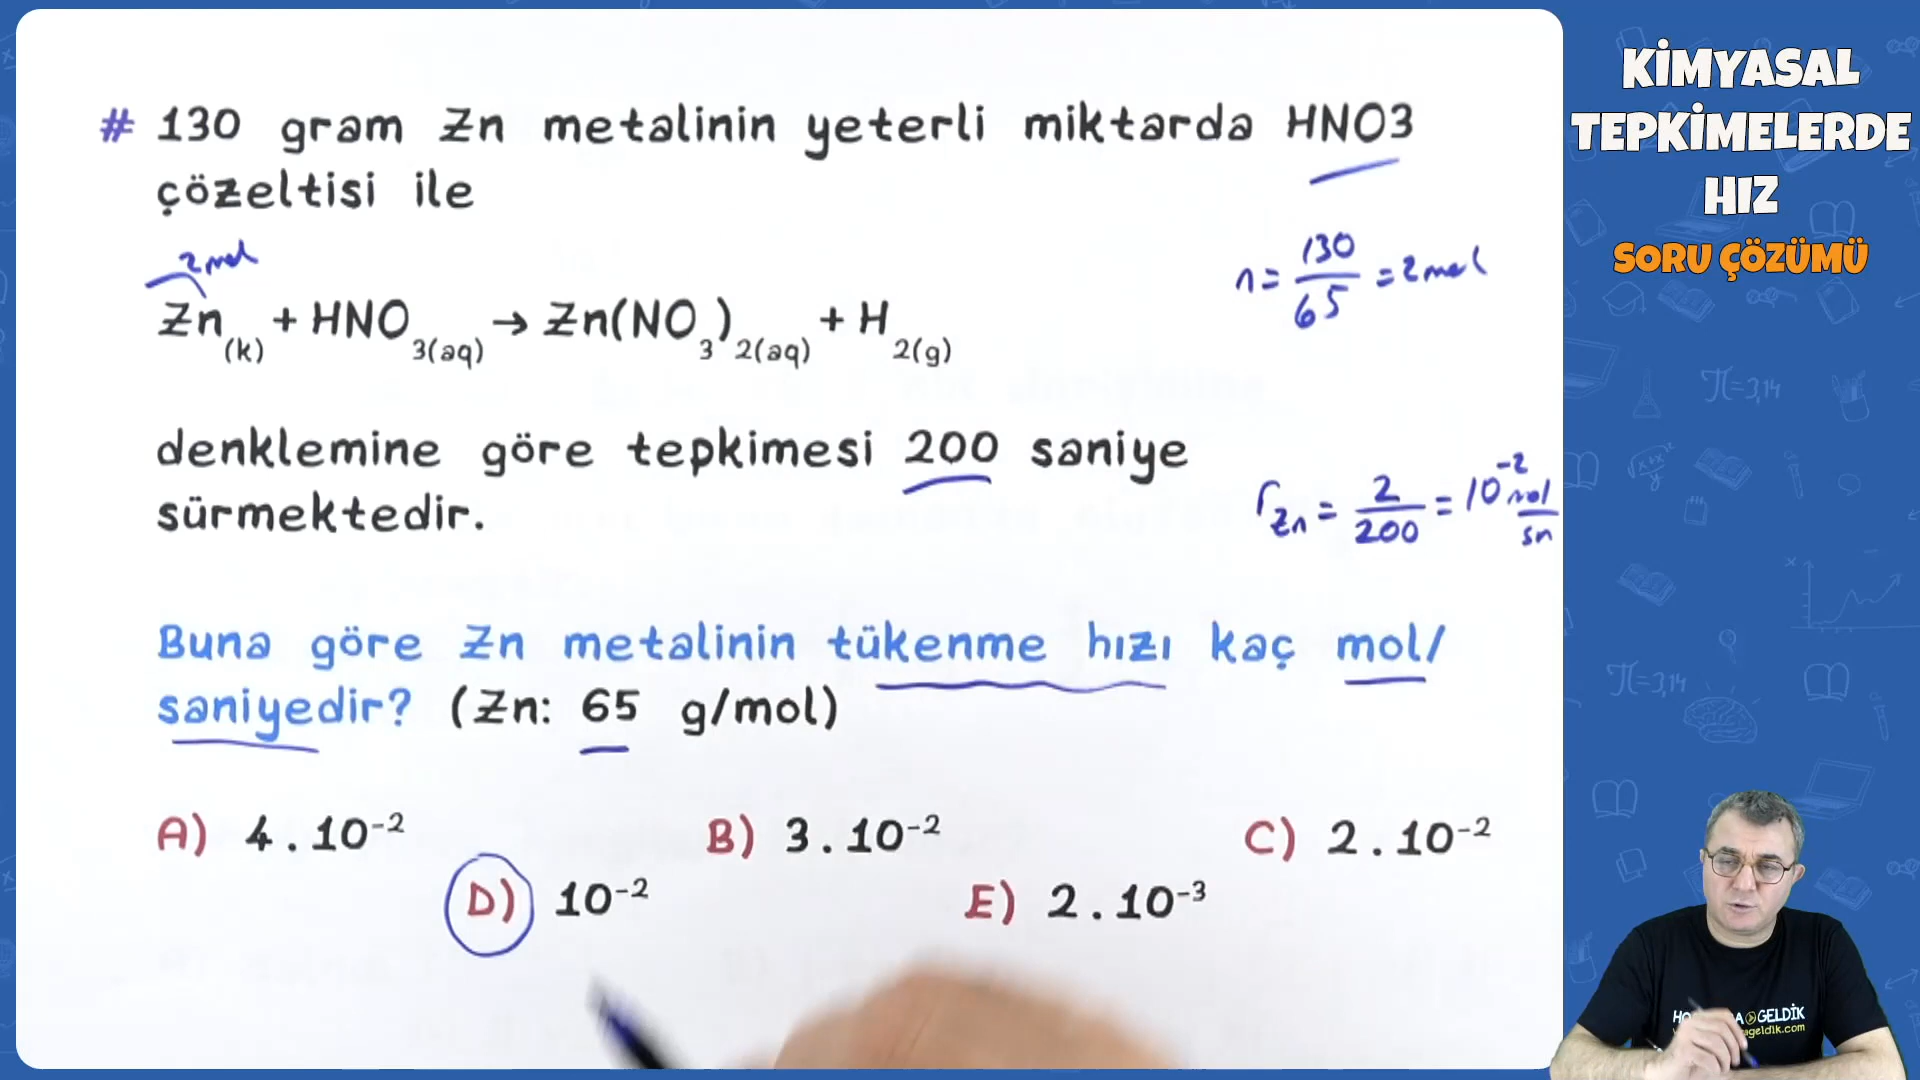 # 130 gram Zn metalinin yeterli miktarda HNO3
çözeltisi ile
2 mol
Zn(k) + HNO3(aq) → Zn(NO3)2(aq) + H2(g)
n = 130/65 = 2 mol
denklemine göre tepkimesi 200 saniye
sürmektedir.
rZn = 2/200 = 10⁻² mol/sn
Buna göre Zn metalinin tükenme hızı kaç mol/
saniyedir? (Zn: 65 g/mol)
A) 4.10⁻² B) 3.10⁻² C) 2.10⁻²
D) 10⁻² E) 2.10⁻³
KİMYASAL
TEPKİMELERDE
HIZ
SORU ÇÖZÜMÜ
π=3,14
π=3,14
GELDİK
ageldik.com